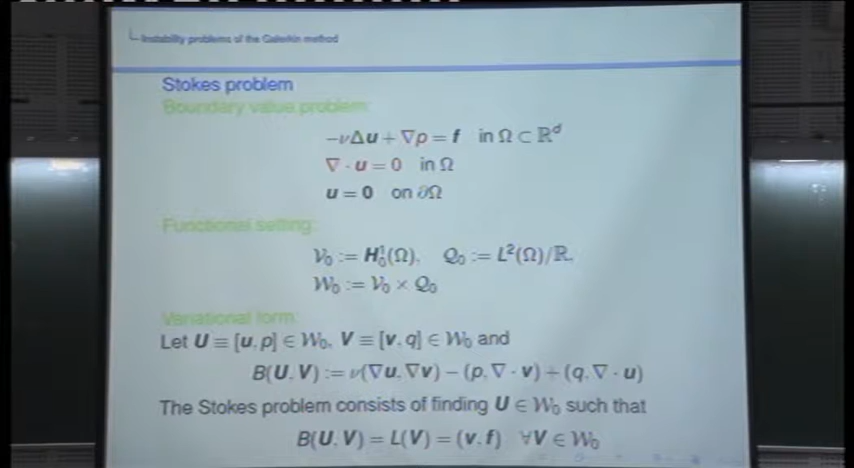 Instability problems of the Galerkin method
Stokes problem
Boundary value problem:
−νΔu + ∇p = f in Ω ⊂ ℝᵈ
∇ · u = 0 in Ω
u = 0 on ∂Ω
Functional setting:
𝒱₀ := H¹₀(Ω), Q₀ := L²(Ω)/ℝ,
𝒲₀ := 𝒱₀ × Q₀
Variational form:
Let U ≡ [u, p] ∈ 𝒲₀, V ≡ [v, q] ∈ 𝒲₀ and
B(U, V) := ν(∇u, ∇v) − (p, ∇ · v) + (q, ∇ · u)
The Stokes problem consists of finding U ∈ 𝒲₀ such that
B(U, V) = L(V) = (v, f) ∀V ∈ 𝒲₀